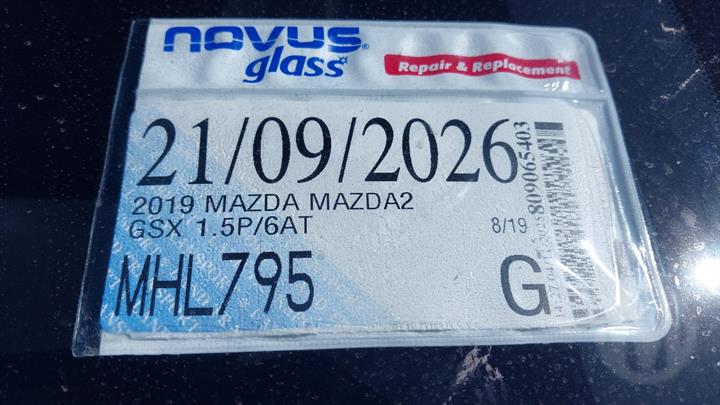 novus®
glass
Repair & Replacement
21/09/2026
2019 MAZDA MAZDA2
GSX 1.5P/6AT
8/19
MHL795
G
809065403